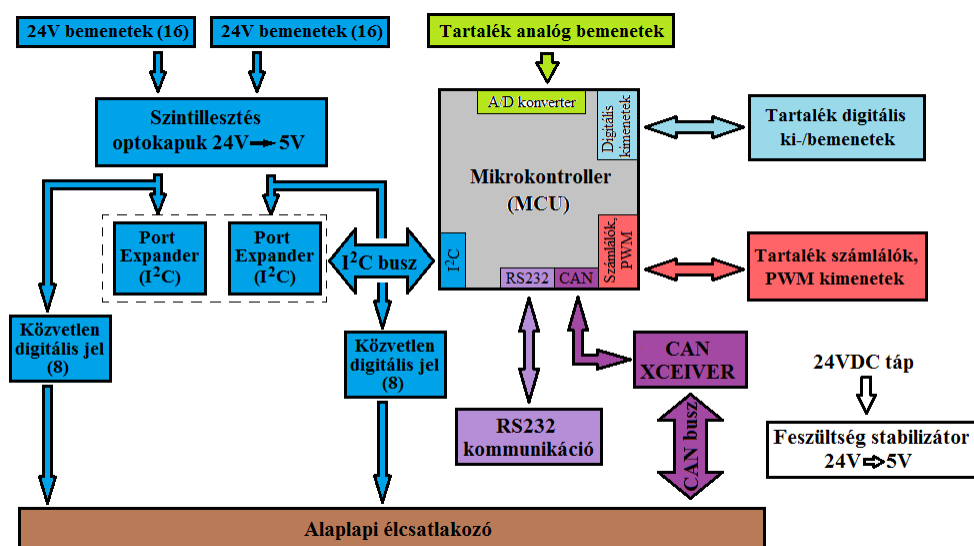 24V bemenetek (16)
24V bemenetek (16)
Tartalék analóg bemenetek
A/D konverter
Szintillesztés
optokapuk 24V → 5V
Digitális
kimenetek
Tartalék digitális
ki-/bemenetek
Mikrokontroller
(MCU)
Port
Expander
(I²C)
Port
Expander
(I²C)
I²C busz
I²C
Számlálók,
PWM
Tartalék számlálók,
PWM kimenetek
RS232
CAN
Közvetlen
digitális jel
(8)
Közvetlen
digitális jel
(8)
CAN
XCEIVER
24VDC táp
RS232
kommunikáció
CAN busz
Feszültség stabilizátor
24V ⇒ 5V
Alaplapi élcsatlakozó